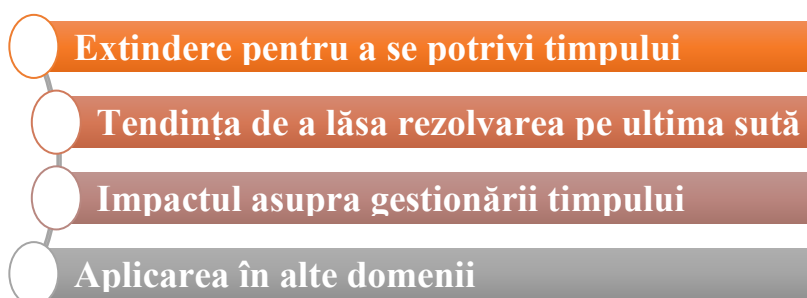 Extindere pentru a se potrivi timpului
Tendința de a lăsa rezolvarea pe ultima sută
Impactul asupra gestionării timpului
Aplicarea în alte domenii